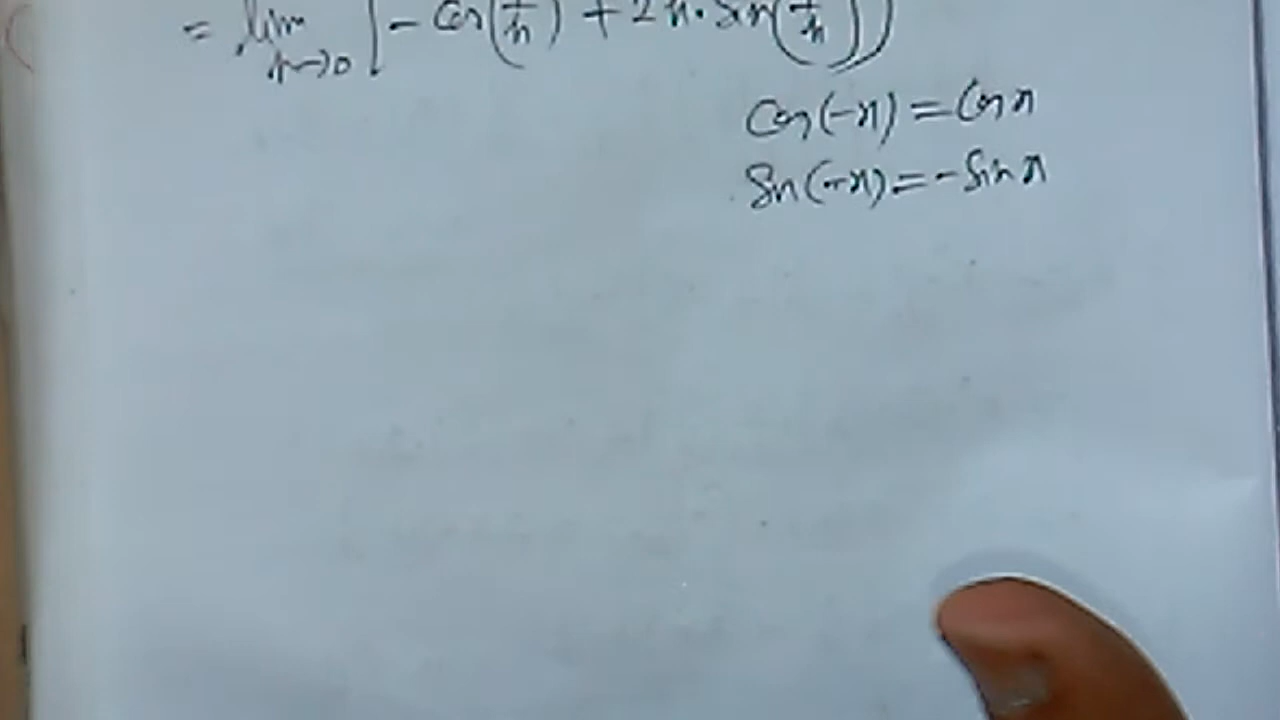 = lim h→0 [- Cos(1/h) + 2h. Sin(1/h)]
Cos(-x) = Cos x
Sin(-x) = - Sin x